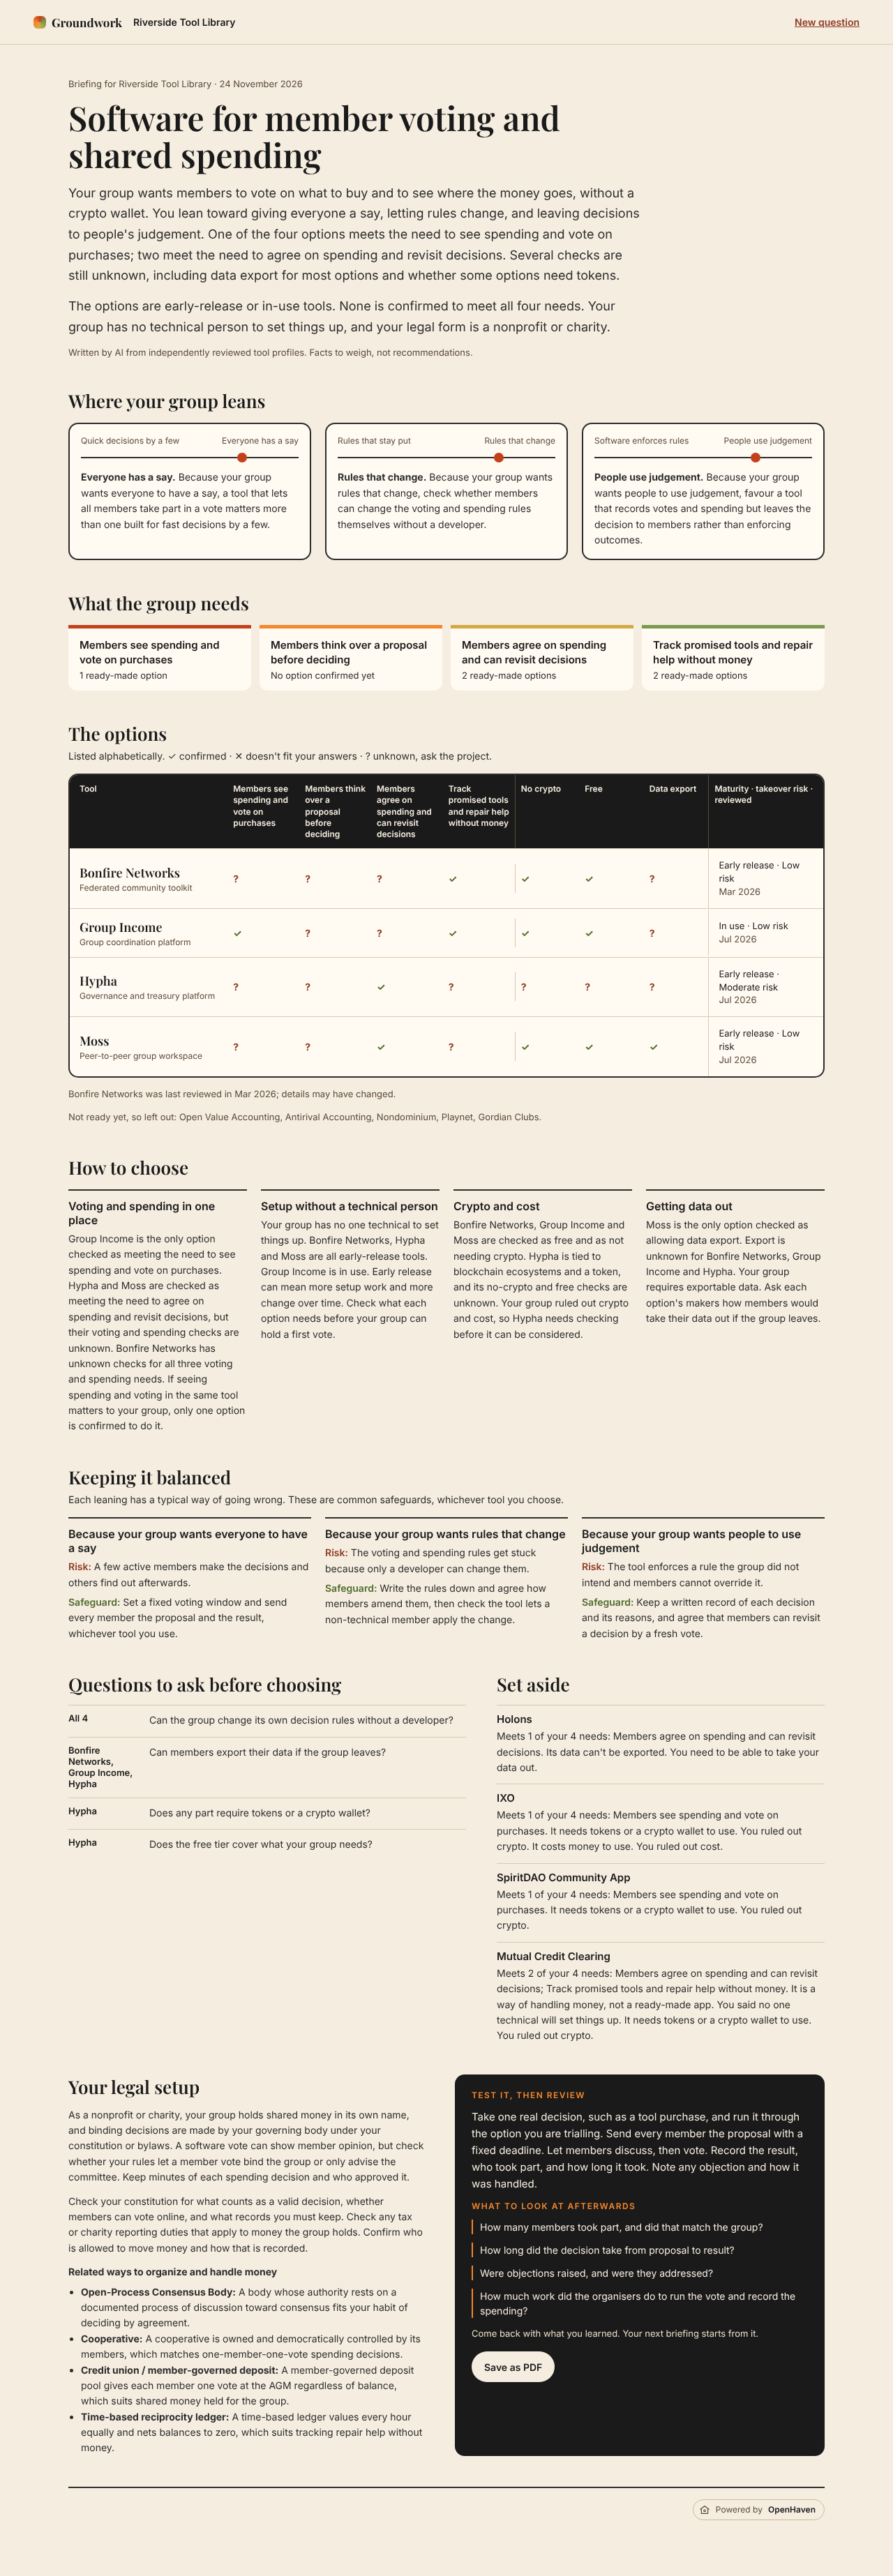 Groundwork Riverside Tool Library New question
Briefing for Riverside Tool Library · 24 November 2026
Software for member voting and
shared spending
Your group wants members to vote on what to buy and to see where the money goes, without a
crypto wallet. You lean toward giving everyone a say, letting rules change, and leaving decisions
to people's judgement. One of the four options meets the need to see spending and vote on
purchases; two meet the need to agree on spending and revisit decisions. Several checks are
still unknown, including data export for most options and whether some options need tokens.
The options are early-release or in-use tools. None is confirmed to meet all four needs. Your
group has no technical person to set things up, and your legal form is a nonprofit or charity.
Written by AI from independently reviewed tool profiles. Facts to weigh, not recommendations.
Where your group leans
Quick decisions by a few Everyone has a say
Everyone has a say. Because your group
wants everyone to have a say, a tool that lets
all members take part in a vote matters more
than one built for fast decisions by a few.
Rules that stay put Rules that change
Rules that change. Because your group wants
rules that change, check whether members
can change the voting and spending rules
themselves without a developer.
Software enforces rules People use judgement
People use judgement. Because your group
wants people to use judgement, favour a tool
that records votes and spending but leaves the
decision to members rather than enforcing
outcomes.
What the group needs
Members see spending and
vote on purchases
1 ready-made option
Members think over a proposal
before deciding
No option confirmed yet
Members agree on spending
and can revisit decisions
2 ready-made options
Track promised tools and repair
help without money
2 ready-made options
The options
Listed alphabetically. ✓ confirmed · ✕ doesn't fit your answers · ? unknown, ask the project.
Tool
Members see
spending and
vote on
purchases
Members think
over a
proposal
before
deciding
Members
agree on
spending and
can revisit
decisions
Track
promised tools
and repair help
without money
No crypto
Free
Data export
Maturity · takeover risk ·
reviewed
Bonfire Networks
Federated community toolkit
? ? ? ✓ ✓ ✓ ?
Early release · Low
risk
Mar 2026
Group Income
Group coordination platform
✓ ? ? ✓ ✓ ✓ ?
In use · Low risk
Jul 2026
Hypha
Governance and treasury platform
? ? ✓ ? ? ? ?
Early release ·
Moderate risk
Jul 2026
Moss
Peer-to-peer group workspace
? ? ✓ ? ✓ ✓ ✓
Early release · Low
risk
Jul 2026
Bonfire Networks was last reviewed in Mar 2026; details may have changed.
Not ready yet, so left out: Open Value Accounting, Antirival Accounting, Nondominium, Playnet, Gordian Clubs.
How to choose
Voting and spending in one
place
Group Income is the only option
checked as meeting the need to see
spending and vote on purchases.
Hypha and Moss are checked as
meeting the need to agree on
spending and revisit decisions, but
their voting and spending checks are
unknown. Bonfire Networks has
unknown checks for all three voting
and spending needs. If seeing
spending and voting in the same tool
matters to your group, only one option
is confirmed to do it.
Setup without a technical person
Your group has no one technical to set
things up. Bonfire Networks, Hypha
and Moss are all early-release tools.
Group Income is in use. Early release
can mean more setup work and more
change over time. Check what each
option needs before your group can
hold a first vote.
Crypto and cost
Bonfire Networks, Group Income and
Moss are checked as free and as not
needing crypto. Hypha is tied to
blockchain ecosystems and a token,
and its no-crypto and free checks are
unknown. Your group ruled out crypto
and cost, so Hypha needs checking
before it can be considered.
Getting data out
Moss is the only option checked as
allowing data export. Export is
unknown for Bonfire Networks, Group
Income and Hypha. Your group
requires exportable data. Ask each
option's makers how members would
take their data out if the group leaves.
Keeping it balanced
Each leaning has a typical way of going wrong. These are common safeguards, whichever tool you choose.
Because your group wants everyone to have
a say
Risk: A few active members make the decisions and
others find out afterwards.
Safeguard: Set a fixed voting window and send
every member the proposal and the result,
whichever tool you use.
Because your group wants rules that change
Risk: The voting and spending rules get stuck
because only a developer can change them.
Safeguard: Write the rules down and agree how
members amend them, then check the tool lets a
non-technical member apply the change.
Because your group wants people to use
judgement
Risk: The tool enforces a rule the group did not
intend and members cannot override it.
Safeguard: Keep a written record of each decision
and its reasons, and agree that members can revisit
a decision by a fresh vote.
Questions to ask before choosing
All 4
Can the group change its own decision rules without a developer?
Bonfire
Networks,
Group Income,
Hypha
Can members export their data if the group leaves?
Hypha
Does any part require tokens or a crypto wallet?
Hypha
Does the free tier cover what your group needs?
Set aside
Holons
Meets 1 of your 4 needs: Members agree on spending and can revisit
decisions. Its data can't be exported. You need to be able to take your
data out.
IXO
Meets 1 of your 4 needs: Members see spending and vote on
purchases. It needs tokens or a crypto wallet to use. You ruled out
crypto. It costs money to use. You ruled out cost.
SpiritDAO Community App
Meets 1 of your 4 needs: Members see spending and vote on
purchases. It needs tokens or a crypto wallet to use. You ruled out
crypto.
Mutual Credit Clearing
Meets 2 of your 4 needs: Members agree on spending and can revisit
decisions; Track promised tools and repair help without money. It is a
way of handling money, not a ready-made app. You said no one
technical will set things up. It needs tokens or a crypto wallet to use.
You ruled out crypto.
Your legal setup
As a nonprofit or charity, your group holds shared money in its own name,
and binding decisions are made by your governing body under your
constitution or bylaws. A software vote can show member opinion, but check
whether your rules let a member vote bind the group or only advise the
committee. Keep minutes of each spending decision and who approved it.
Check your constitution for what counts as a valid decision, whether
members can vote online, and what records you must keep. Check any tax
or charity reporting duties that apply to money the group holds. Confirm who
is allowed to move money and how that is recorded.
Related ways to organize and handle money
• Open-Process Consensus Body: A body whose authority rests on a
documented process of discussion toward consensus fits your habit of
deciding by agreement.
• Cooperative: A cooperative is owned and democratically controlled by its
members, which matches one-member-one-vote spending decisions.
• Credit union / member-governed deposit: A member-governed deposit
pool gives each member one vote at the AGM regardless of balance,
which suits shared money held for the group.
• Time-based reciprocity ledger: A time-based ledger values every hour
equally and nets balances to zero, which suits tracking repair help without
money.
TEST IT, THEN REVIEW
Take one real decision, such as a tool purchase, and run it through
the option you are trialling. Send every member the proposal with a
fixed deadline. Let members discuss, then vote. Record the result,
who took part, and how long it took. Note any objection and how it
was handled.
WHAT TO LOOK AT AFTERWARDS
How many members took part, and did that match the group?
How long did the decision take from proposal to result?
Were objections raised, and were they addressed?
How much work did the organisers do to run the vote and record the
spending?
Come back with what you learned. Your next briefing starts from it.
Save as PDF
Powered by OpenHaven